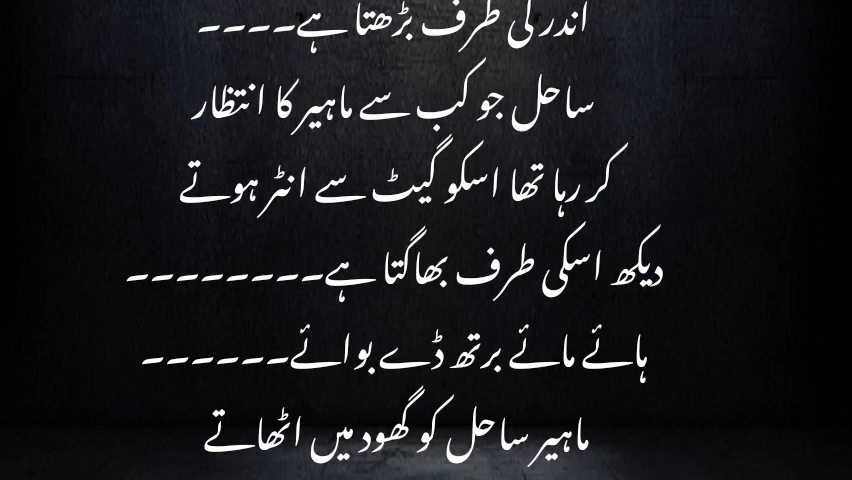 اندر کی طرف بڑھتا ہے۔۔۔۔
ساحل جو کب سے ماہیر کا انتظار
کر رہا تھا اسکو گیٹ سے انٹر ہوتے
دیکھ اسکی طرف بھاگتا ہے۔۔۔۔۔۔۔۔
ہائے مائے برتھ ڈے بوائے۔۔۔۔۔۔
ماہیر ساحل کو گھود میں اٹھاتے